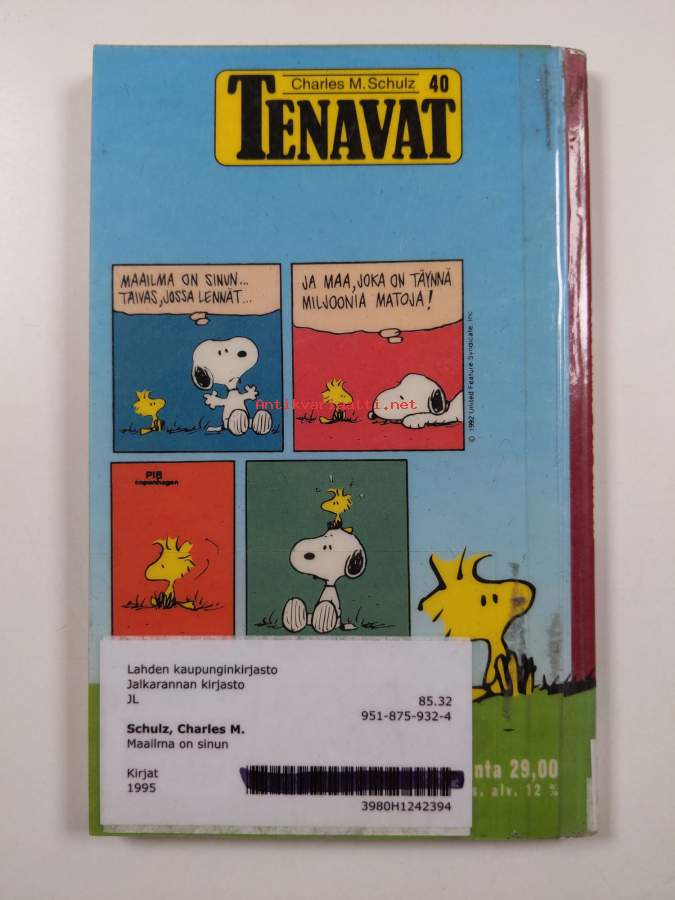 Charles M. Schulz 40
TENAVAT
MAAILMA ON SINUN...
TAIVAS, JOSSA LENNÄT...
JA MAA, JOKA ON TÄYNNÄ
MILJOONIA MATOJA!
© 1992 United Feature Syndicate, Inc.
Antikvariaatti.net
PIB
copenhagen
Lahden kaupunginkirjasto
Jalkarannan kirjasto
JL
85.32
951-875-932-4
Schulz, Charles M.
Maailma on sinun
Kirjat
1995
3980H1242394
nta 29,00
s. alv. 12 %